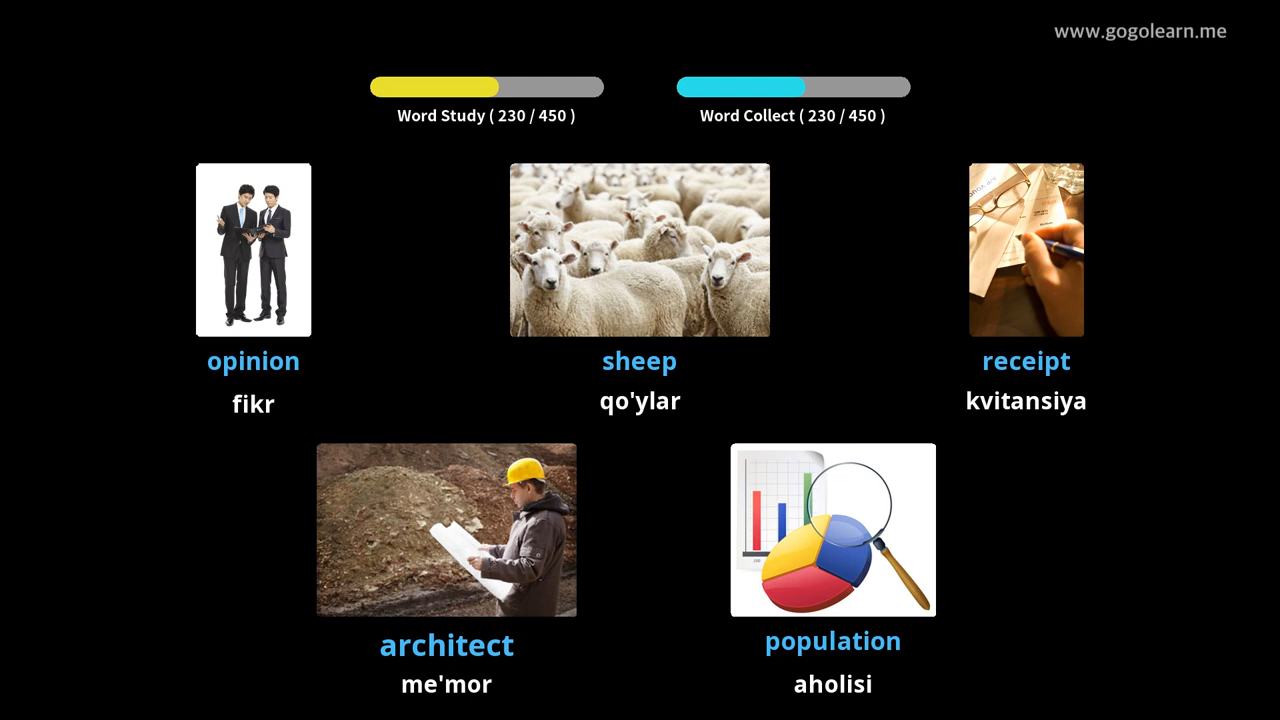 www.gogolearn.me
Word Study ( 230 / 450 )
Word Collect ( 230 / 450 )
opinion
fikr
sheep
qo'ylar
receipt
kvitansiya
architect
me'mor
population
aholisi